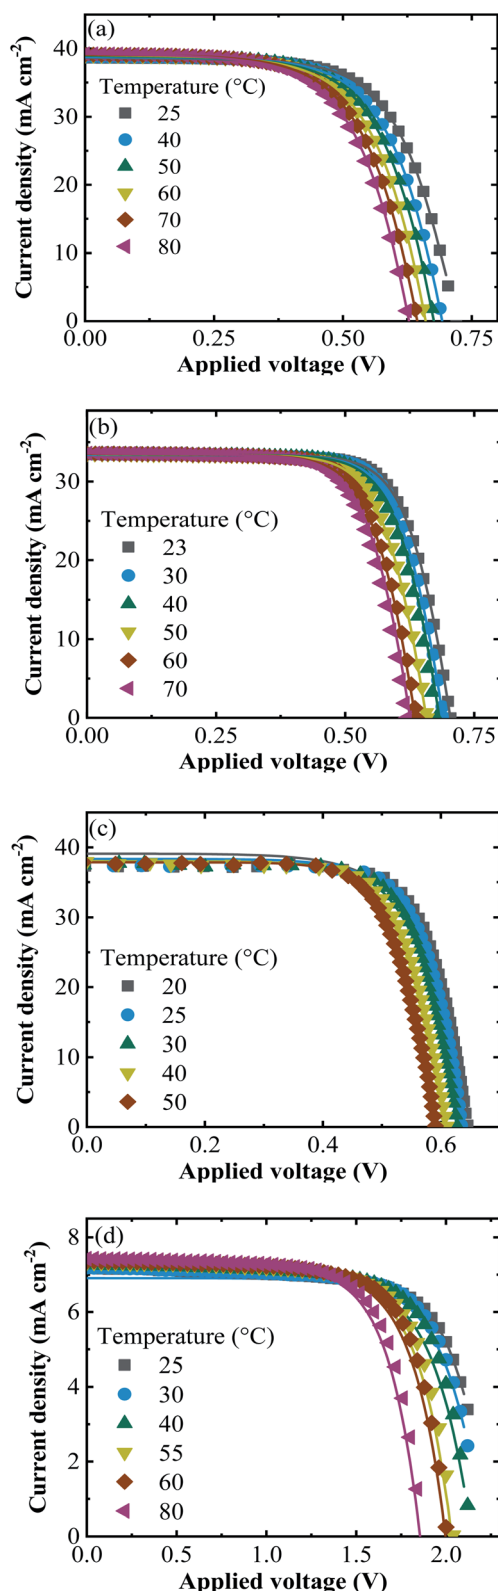 (a)
Temperature (°C)
25
40
50
60
70
80
40
30
20
10
0
0.00 0.25 0.50 0.75
Current density (mA cm-2)
Applied voltage (V)
(b)
Temperature (°C)
23
30
40
50
60
70
30
20
10
0
0.00 0.25 0.50 0.75
Current density (mA cm-2)
Applied voltage (V)
(c)
Temperature (°C)
20
25
30
40
50
40
30
20
10
0
0.0 0.2 0.4 0.6
Current density (mA cm-2)
Applied voltage (V)
(d)
Temperature (°C)
25
30
40
55
60
80
8
6
4
2
0
0.0 0.5 1.0 1.5 2.0
Current density (mA cm-2)
Applied voltage (V)